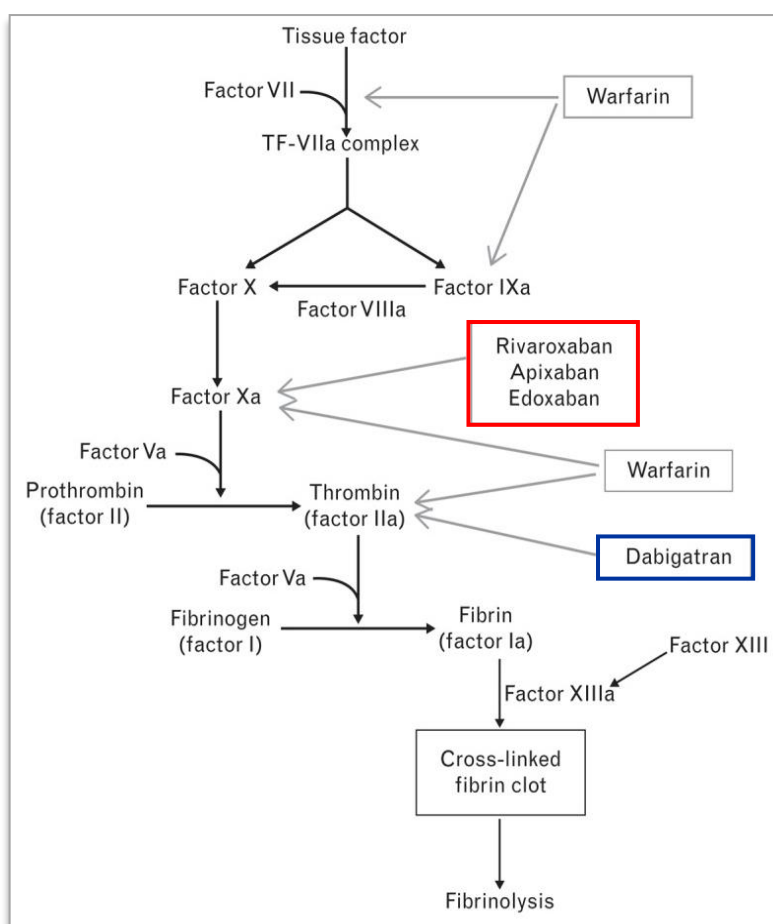 Tissue factor
Factor VII
Warfarin
TF-VIIa complex
Factor X
Factor IXa
Factor VIIIa
Rivaroxaban
Apixaban
Edoxaban
Factor Xa
Factor Va
Warfarin
Prothrombin
(factor II)
Thrombin
(factor IIa)
Dabigatran
Factor Va
Fibrinogen
(factor I)
Fibrin
(factor Ia)
Factor XIII
Factor XIIIa
Cross-linked
fibrin clot
Fibrinolysis